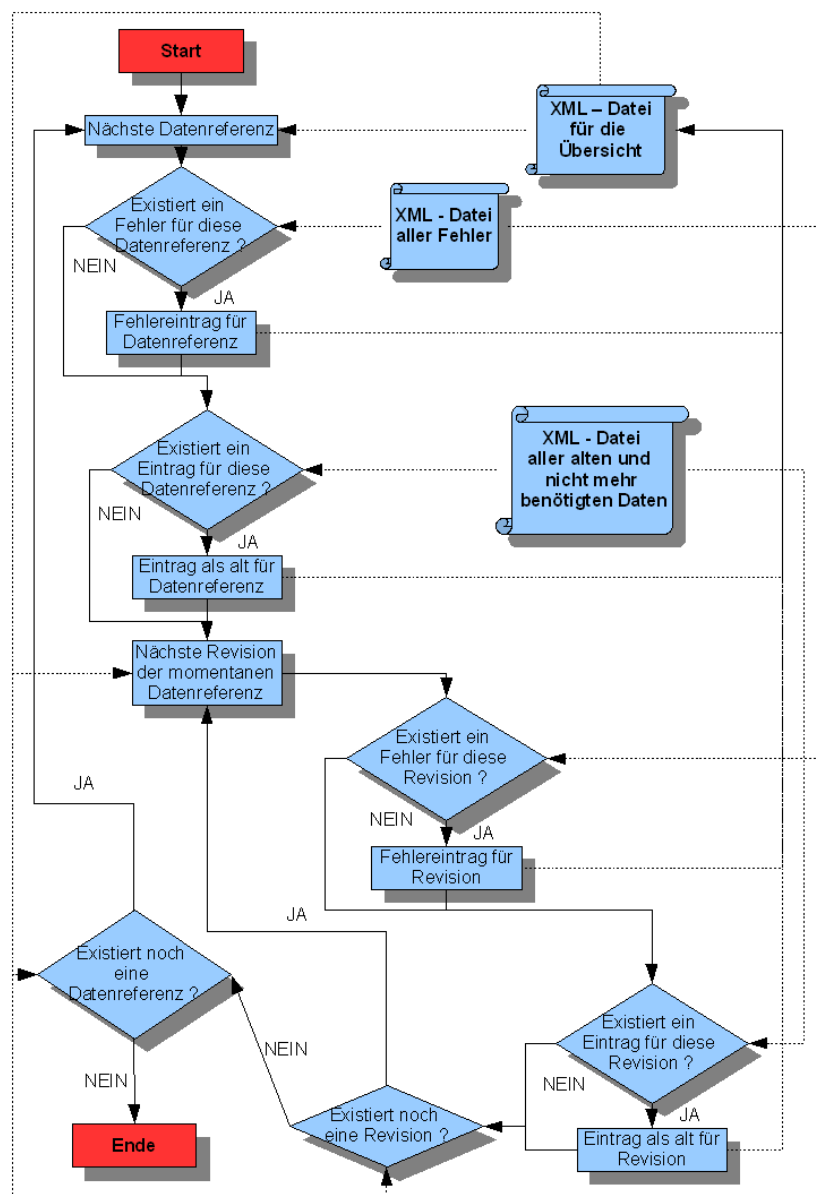 Start
XML – Datei
für die
Übersicht
Nächste Datenreferenz
Existiert ein
Fehler für diese
Datenreferenz ?
XML - Datei
aller Fehler
NEIN
JA
Fehlereintrag für
Datenreferenz
Existiert ein
Eintrag für diese
Datenreferenz ?
XML - Datei
aller alten und
nicht mehr
benötigten Daten
NEIN
JA
Eintrag als alt für
Datenreferenz
Nächste Revision
der momentanen
Datenreferenz
Existiert ein
Fehler für diese
Revision ?
JA
NEIN
JA
Fehlereintrag für
Revision
JA
Existiert noch
eine
Datenreferenz ?
Existiert ein
Eintrag für diese
Revision ?
NEIN
NEIN
NEIN
JA
Existiert noch
eine Revision ?
Eintrag als alt für
Revision
Ende